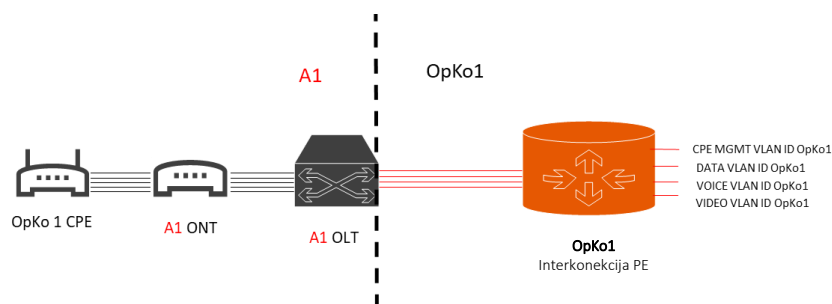 A1
OpKo1
CPE MGMT VLAN ID OpKo1
DATA VLAN ID OpKo1
VOICE VLAN ID OpKo1
VIDEO VLAN ID OpKo1
OpKo 1 CPE
A1 ONT
A1 OLT
OpKo1
Interkonekcija PE